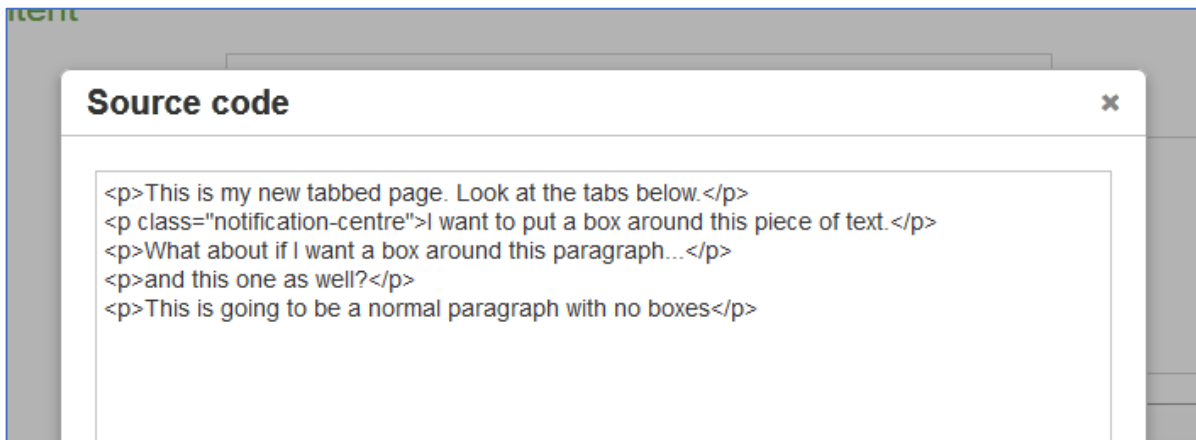 Source code
<p>This is my new tabbed page. Look at the tabs below.</p>
<p class="notification-centre">I want to put a box around this piece of text.</p>
<p>What about if I want a box around this paragraph...</p>
<p>and this one as well?</p>
<p>This is going to be a normal paragraph with no boxes</p>